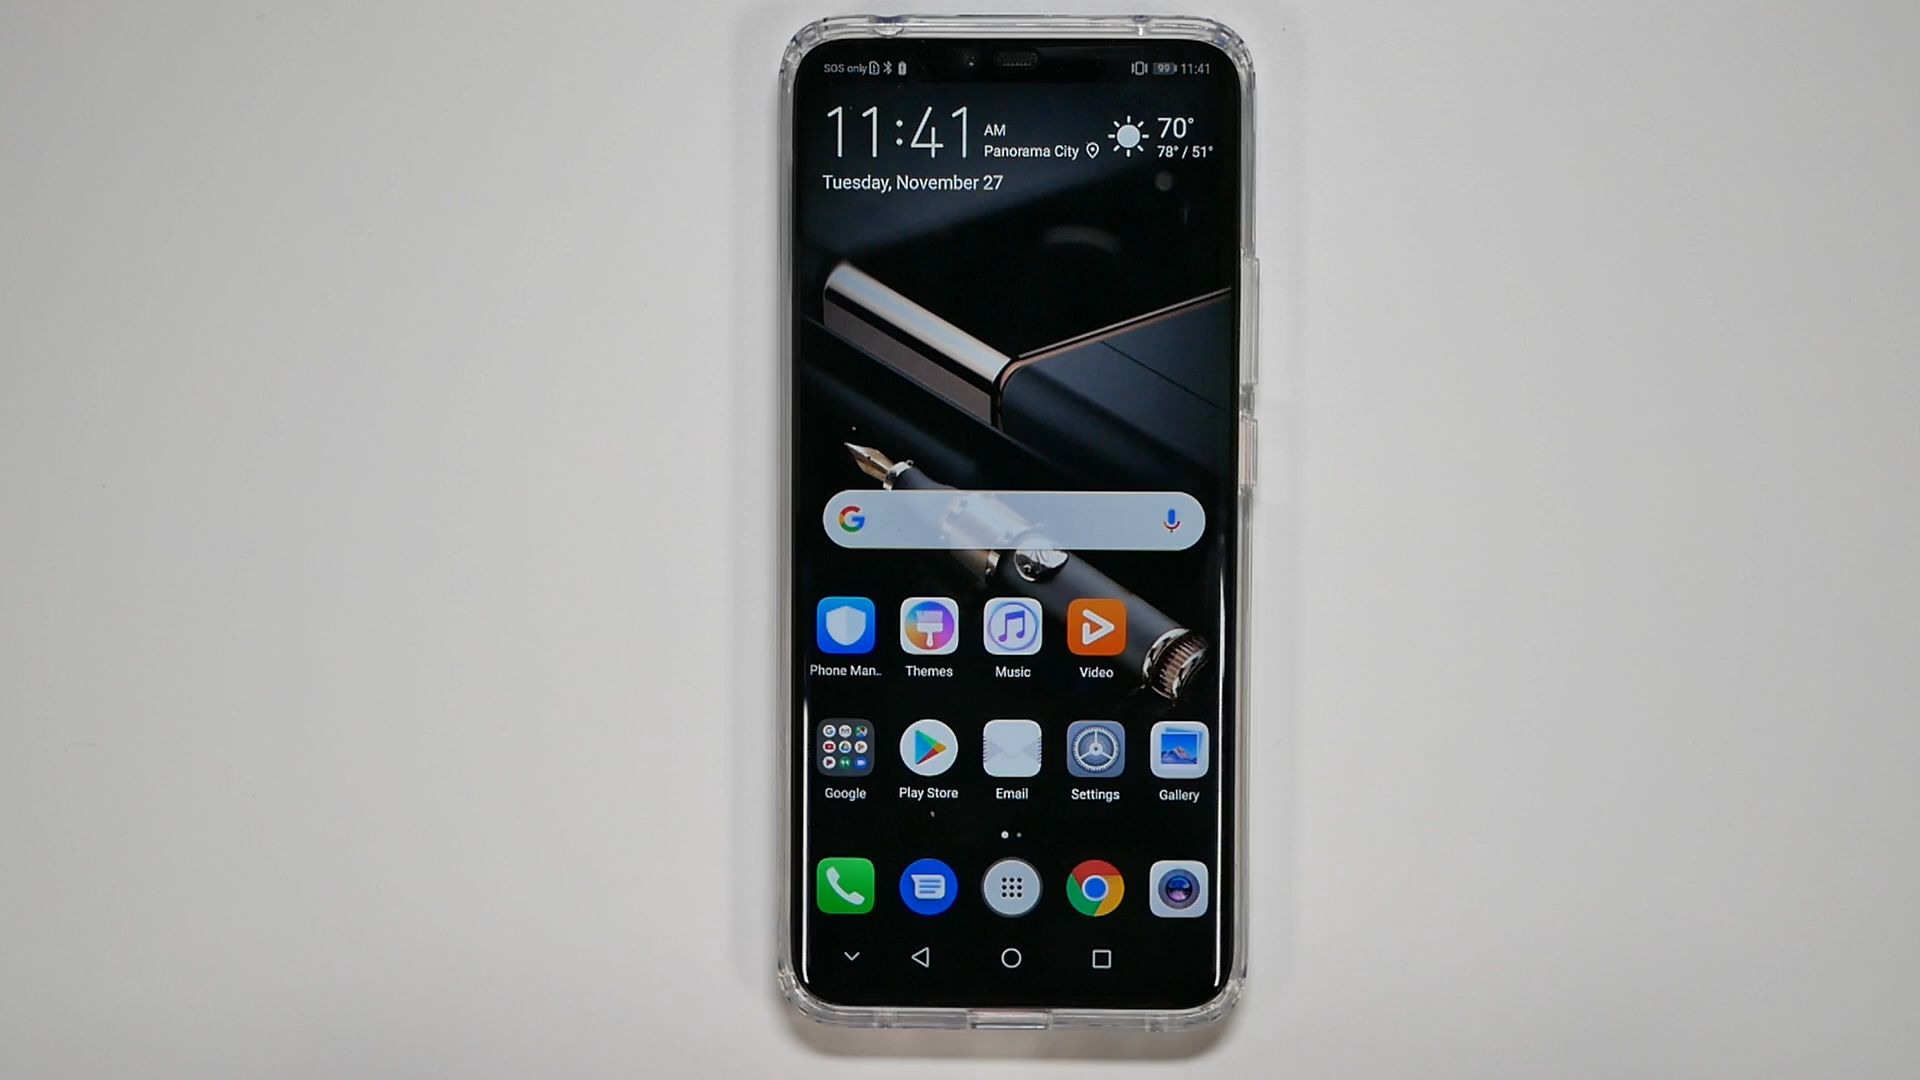 SOS only 99 11:41
11:41 AM 70°
Panorama City 78° / 51°
Tuesday, November 27
Phone Man.. Themes Music Video
Google Play Store Email Settings Gallery